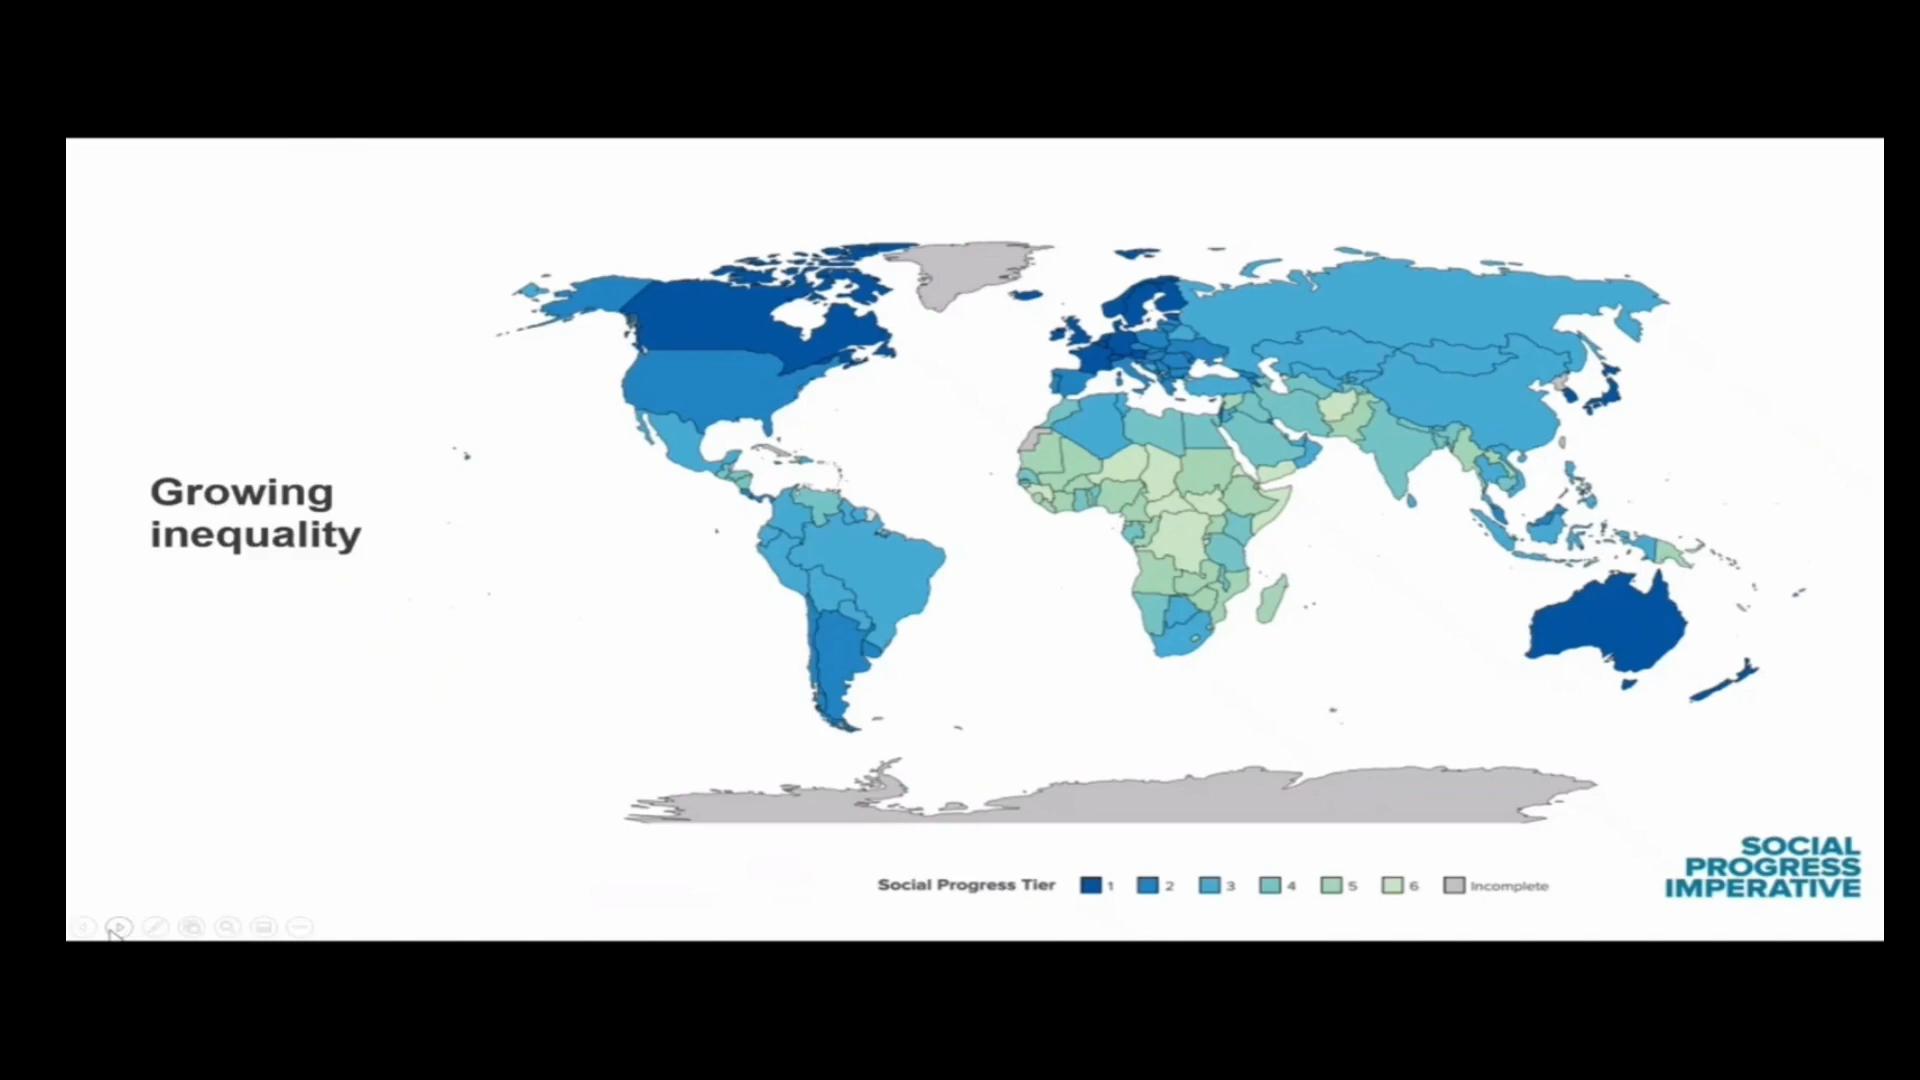 Growing
inequality
Social Progress Tier 1 2 3 4 5 6 Incomplete
SOCIAL
PROGRESS
IMPERATIVE